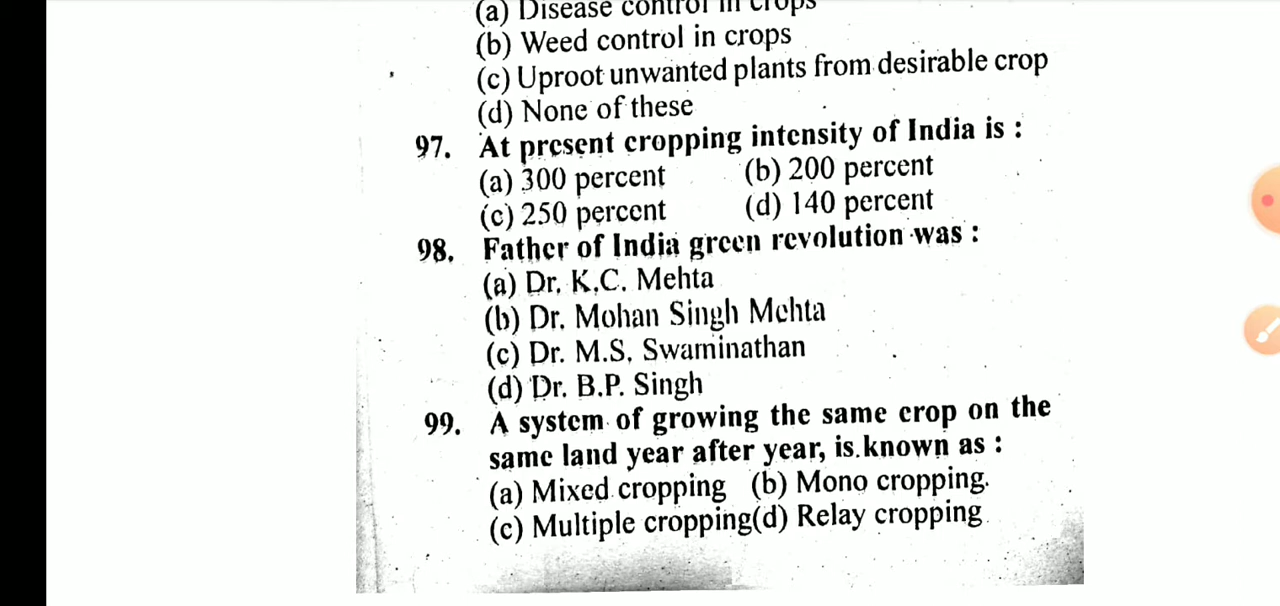 (a) Disease control in crops
(b) Weed control in crops
(c) Uproot unwanted plants from desirable crop
(d) None of these
97. At present cropping intensity of India is :
(a) 300 percent (b) 200 percent
(c) 250 percent (d) 140 percent
98. Father of India green revolution was :
(a) Dr. K.C. Mehta
(b) Dr. Mohan Singh Mehta
(c) Dr. M.S. Swaminathan
(d) Dr. B.P. Singh
99. A system of growing the same crop on the
same land year after year, is known as :
(a) Mixed cropping (b) Mono cropping.
(c) Multiple cropping(d) Relay cropping